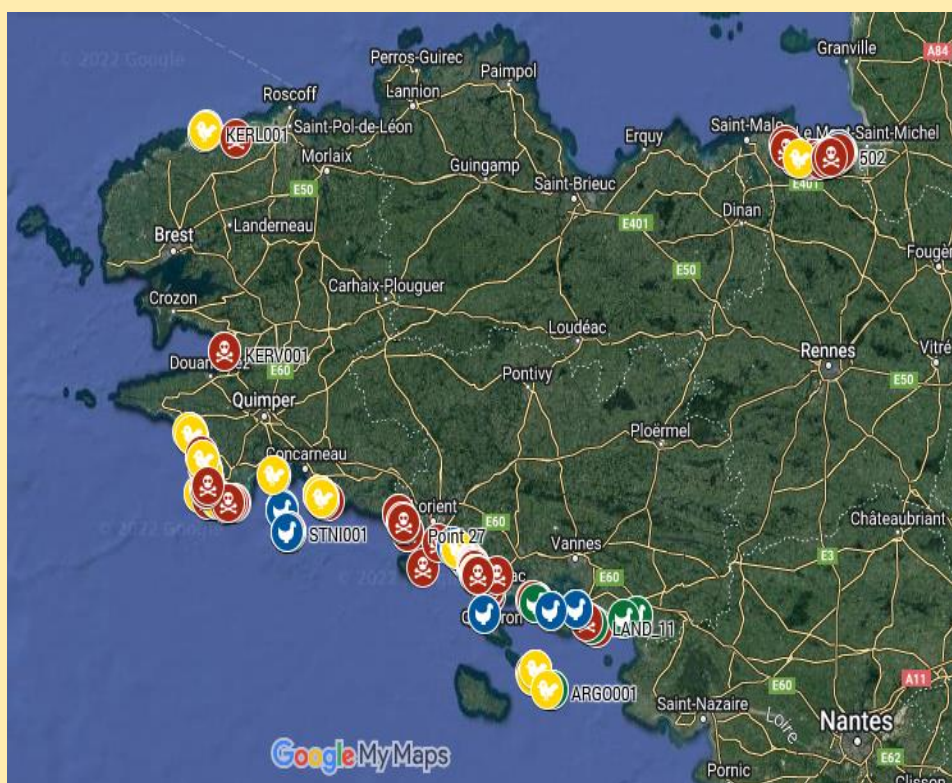 © 2022 Google
Granville
A84
Perros-Guirec
Paimpol
Lannion
Roscoff
KERL001
Saint-Pol-de-Léon
Erquy
Saint-Malo
Le Mont-Saint-Michel
Morlaix
Guingamp
502
E50
Saint-Brieuc
E401
Dinan
E401
Landerneau
Brest
Fougèr
E50
Carhaix-Plouguer
Crozon
Loudéac
KERV001
Rennes
Vitré
E60
Pontivy
E50
Quimper
Ploërmel
Concarneau
© 2022 Google
STNI001
Lorient
E60
Point 27
Châteaubriant
Vannes
E3
E60
LAND_11
ARGO001
A11
E60
Saint-Nazaire
Loire
Nantes
Google My Maps
E62
Pornic
Clisson